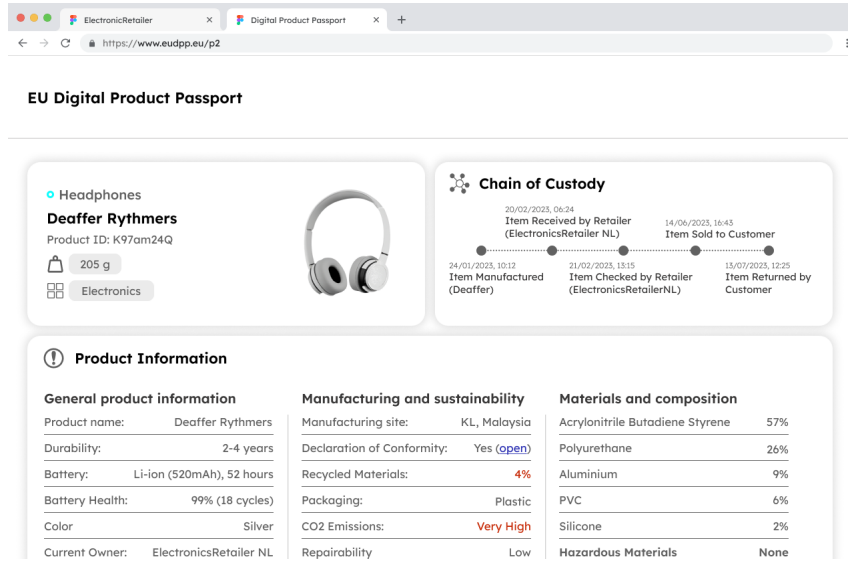 ElectronicRetailer
Digital Product Passport
https://www.eudpp.eu/p2
EU Digital Product Passport
Headphones
Deaffer Rythmers
Product ID: K97am24Q
205 g
Electronics
Chain of Custody
20/02/2023, 06:24
Item Received by Retailer
(ElectronicsRetailer NL)
14/06/2023, 16:43
Item Sold to Customer
24/01/2023, 10:12
Item Manufactured
(Deaffer)
21/02/2023, 13:15
Item Checked by Retailer
(ElectronicsRetailerNL)
13/07/2023, 12:25
Item Returned by
Customer
Product Information
General product information
Product name: Deaffer Rythmers
Durability: 2-4 years
Battery: Li-ion (520mAh), 52 hours
Battery Health: 99% (18 cycles)
Color Silver
Current Owner: ElectronicsRetailer NL
Manufacturing and sustainability
Manufacturing site: KL, Malaysia
Declaration of Conformity: Yes (open)
Recycled Materials: 4%
Packaging: Plastic
CO2 Emissions: Very High
Repairability Low
Materials and composition
Acrylonitrile Butadiene Styrene 57%
Polyurethane 26%
Aluminium 9%
PVC 6%
Silicone 2%
Hazardous Materials None